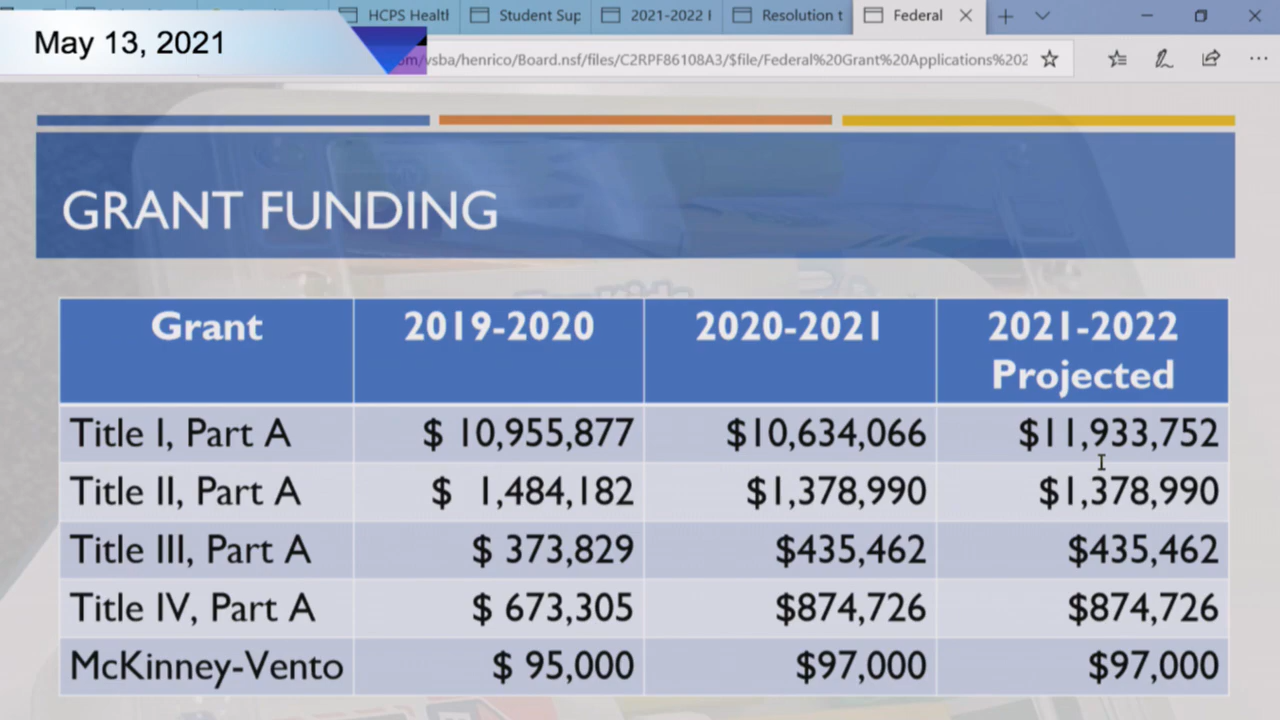 HCPS Healtl
Student Sup
2021-2022 I
Resolution t
Federal
May 13, 2021
om/vsba/henrico/Board.nsf/files/C2RPF86108A3/$file/Federal%20Grant%20Applications%202
GRANT FUNDING
Grant 2019-2020 2020-2021 2021-2022 Projected
Title I, Part A $ 10,955,877 $10,634,066 $11,933,752
Title II, Part A $ 1,484,182 $1,378,990 $1,378,990
Title III, Part A $ 373,829 $435,462 $435,462
Title IV, Part A $ 673,305 $874,726 $874,726
McKinney-Vento $ 95,000 $97,000 $97,000